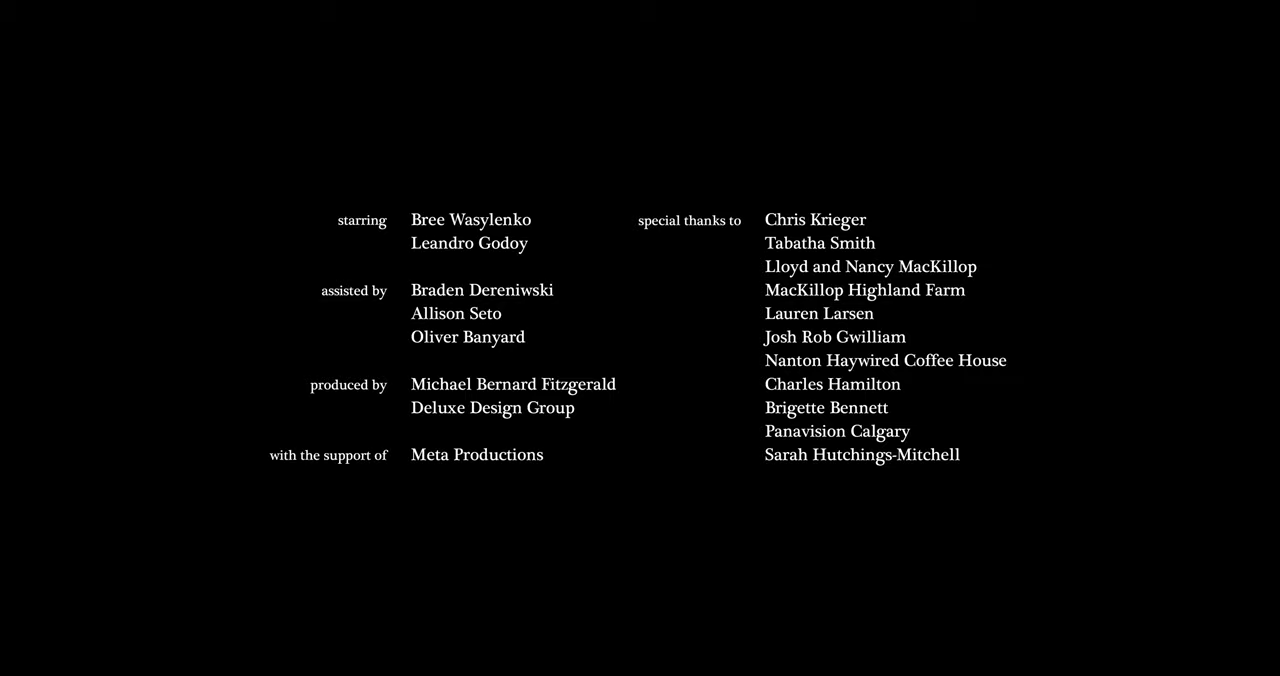 starring Bree Wasylenko
Leandro Godoy
assisted by Braden Dereniwski
Allison Seto
Oliver Banyard
produced by Michael Bernard Fitzgerald
Deluxe Design Group
with the support of Meta Productions
special thanks to Chris Krieger
Tabatha Smith
Lloyd and Nancy MacKillop
MacKillop Highland Farm
Lauren Larsen
Josh Rob Gwilliam
Nanton Haywired Coffee House
Charles Hamilton
Brigette Bennett
Panavision Calgary
Sarah Hutchings-Mitchell